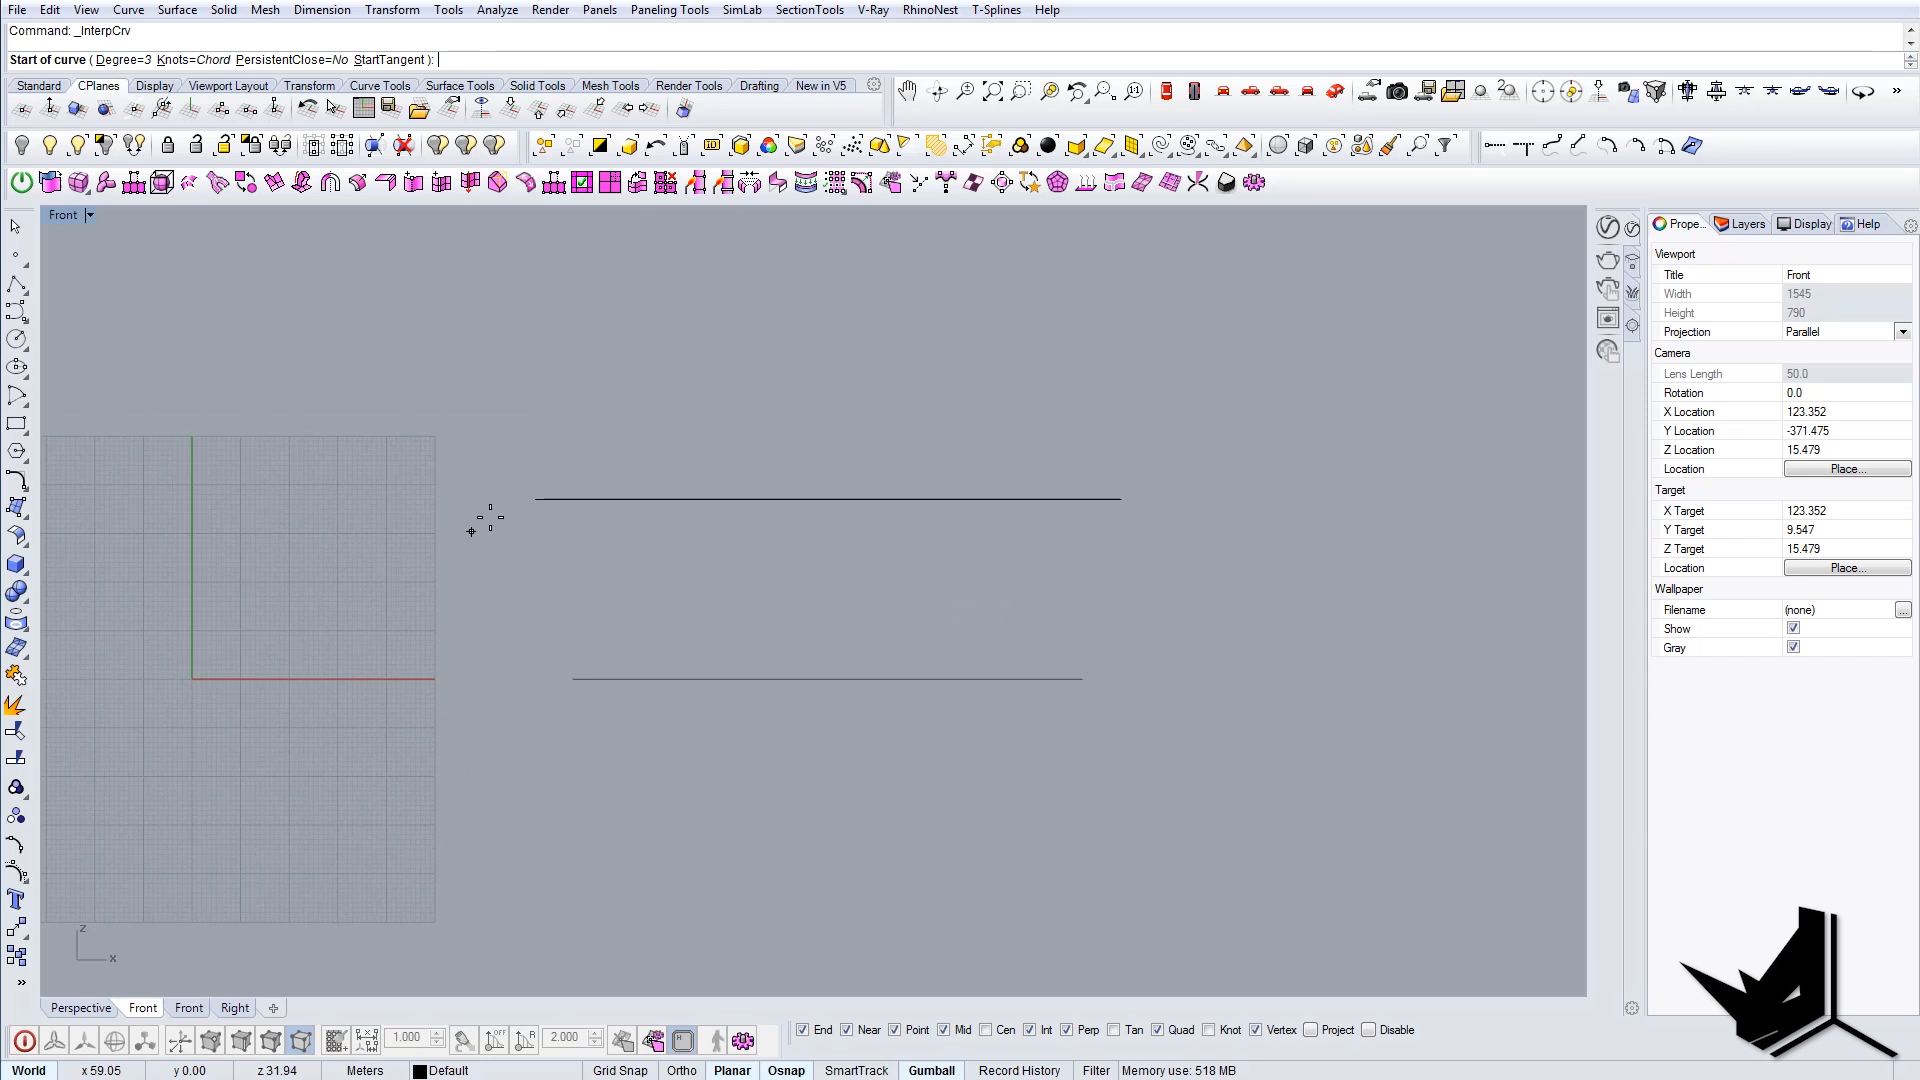 File Edit View Curve Surface Solid Mesh Dimension Transform Tools Analyze Render Panels Paneling Tools SimLab SectionTools V-Ray RhinoNest T-Splines Help
Command: _InterpCrv
Start of curve ( Degree=3 Knots=Chord PersistentClose=No StartTangent ):
Standard CPlanes Display Viewport Layout Transform Curve Tools Surface Tools Solid Tools Mesh Tools Render Tools Drafting New in V5
Front
Prope... Layers Display Help
Viewport
Title Front
Width 1545
Height 790
Projection Parallel
Camera
Lens Length 50.0
Rotation 0.0
X Location 123.352
Y Location -371.475
Z Location 15.479
Location Place...
Target
X Target 123.352
Y Target 9.547
Z Target 15.479
Location Place...
Wallpaper
Filename (none) ...
Show
Gray
z
x
Perspective Front Front Right
1.000 2.000 End Near Point Mid Cen Int Perp Tan Quad Knot Vertex Project Disable
World x 59.05 y 0.00 z 31.94 Meters Default Grid Snap Ortho Planar Osnap SmartTrack Gumball Record History Filter Memory use: 518 MB